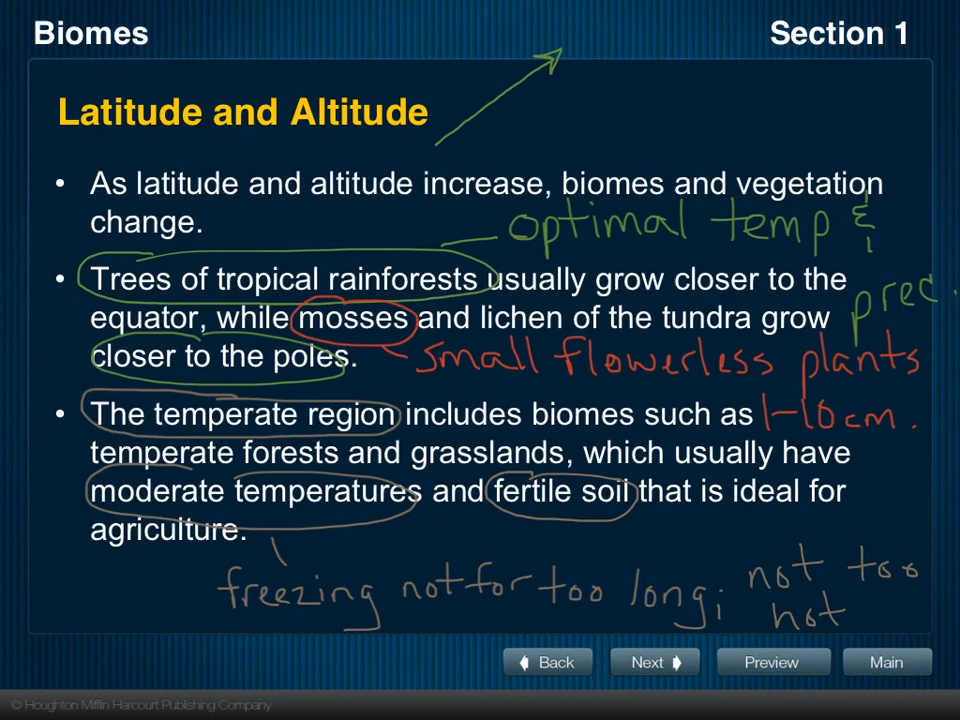 Biomes
Section 1
Latitude and Altitude
• As latitude and altitude increase, biomes and vegetation
change.
optimal temp &
prec.
• Trees of tropical rainforests usually grow closer to the
equator, while mosses and lichen of the tundra grow
closer to the poles.
small flowerless plants
1-10 cm.
• The temperate region includes biomes such as
temperate forests and grasslands, which usually have
moderate temperatures and fertile soil that is ideal for
agriculture.
freezing not for too long; not too
hot
Back
Next
Preview
Main
© Houghton Mifflin Harcourt Publishing Company